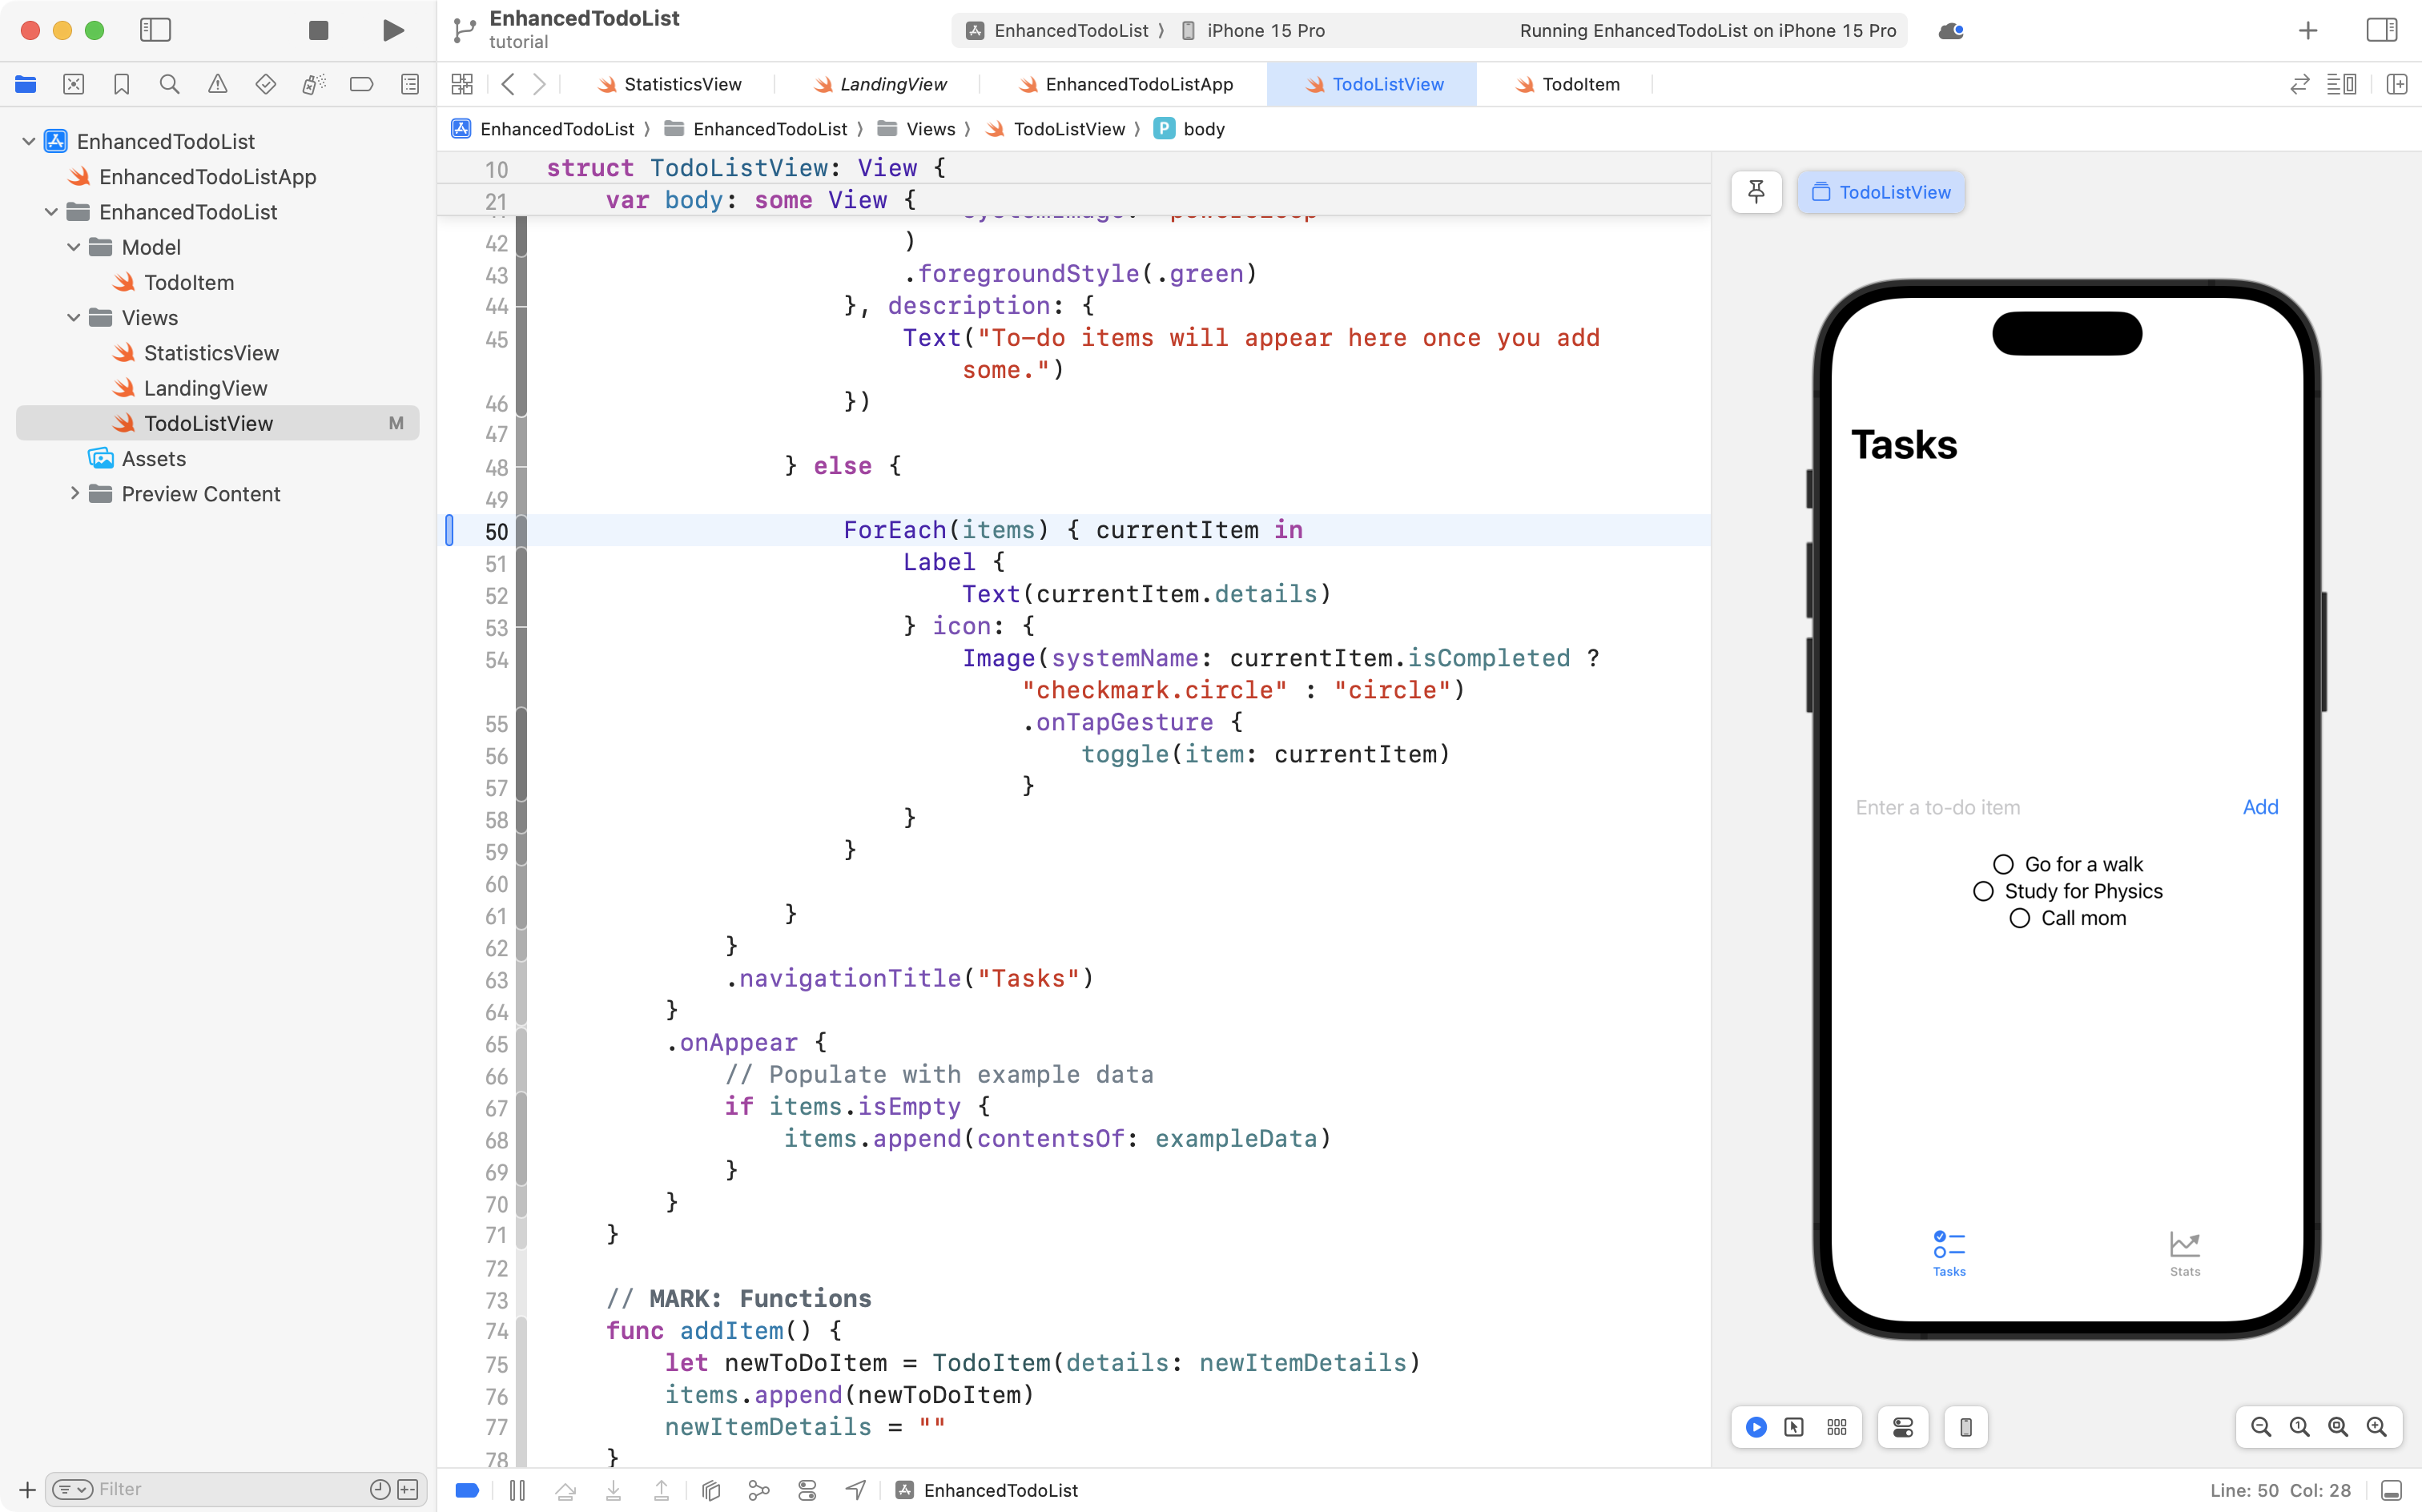 EnhancedTodoList
tutorial
EnhancedTodoList
iPhone 15 Pro
Running EnhancedTodoList on iPhone 15 Pro
StatisticsView
LandingView
EnhancedTodoListApp
TodoListView
TodoItem
EnhancedTodoList
EnhancedTodoList
Views
TodoListView
P
body
EnhancedTodoList
EnhancedTodoListApp
EnhancedTodoList
Model
TodoItem
Views
StatisticsView
LandingView
TodoListView M
Assets
Preview Content
Filter
10 struct TodoListView: View {
21 var body: some View {
42 )
43 .foregroundStyle(.green)
44 }, description: {
45 Text("To-do items will appear here once you add
some.")
46 })
47
48 } else {
49
50 ForEach(items) { currentItem in
51 Label {
52 Text(currentItem.details)
53 } icon: {
54 Image(systemName: currentItem.isCompleted ?
"checkmark.circle" : "circle")
55 .onTapGesture {
56 toggle(item: currentItem)
57 }
58 }
59 }
60
61 }
62 }
63 .navigationTitle("Tasks")
64 }
65 .onAppear {
66 // Populate with example data
67 if items.isEmpty {
68 items.append(contentsOf: exampleData)
69 }
70 }
71 }
72
73 // MARK: Functions
74 func addItem() {
75 let newToDoItem = TodoItem(details: newItemDetails)
76 items.append(newToDoItem)
77 newItemDetails = ""
78 }
TodoListView
Tasks
Enter a to-do item Add
Go for a walk
Study for Physics
Call mom
Tasks
Stats
EnhancedTodoList
Line: 50 Col: 28